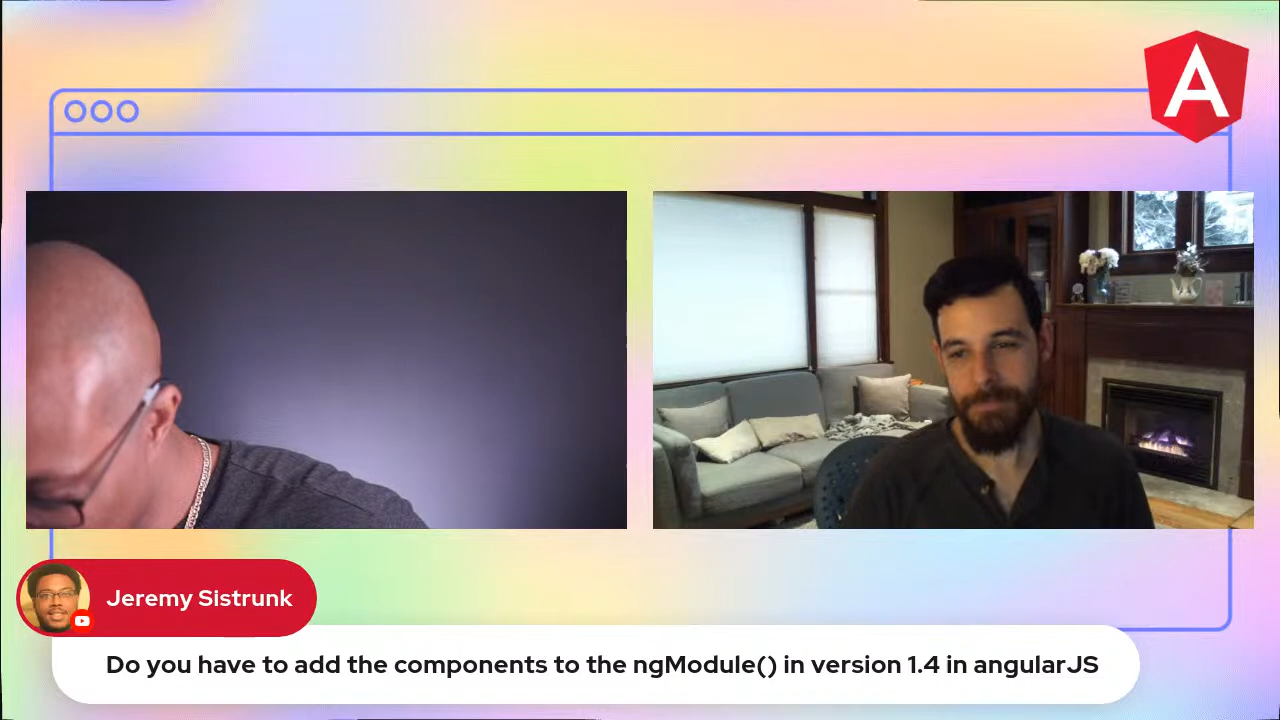 A
Jeremy Sistrunk
Do you have to add the components to the ngModule() in version 1.4 in angularJS